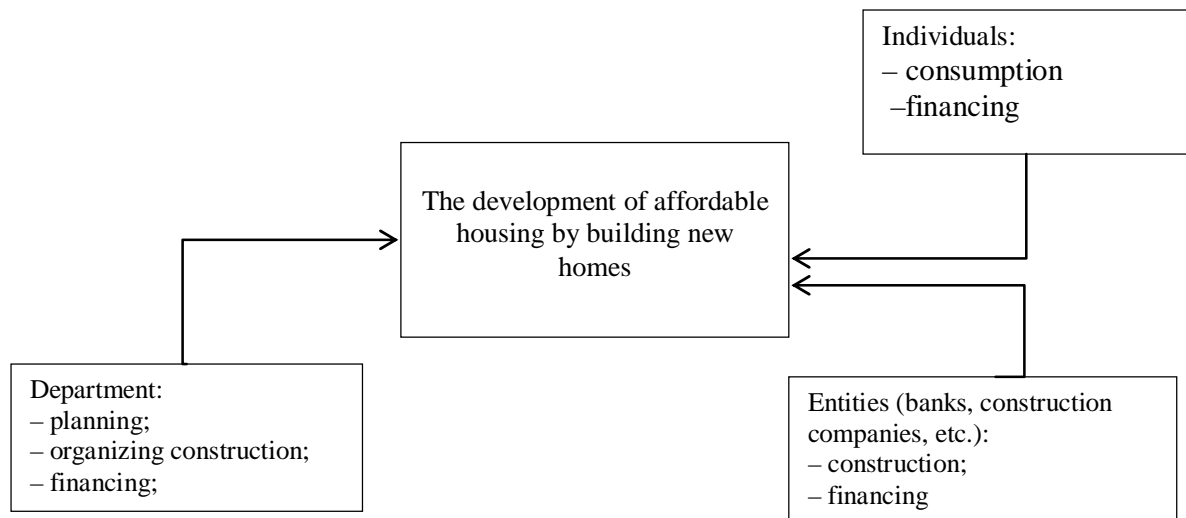 Individuals:
– consumption
–financing
The development of affordable
housing by building new
homes
Department:
– planning;
– organizing construction;
– financing;
Entities (banks, construction
companies, etc.):
– construction;
– financing